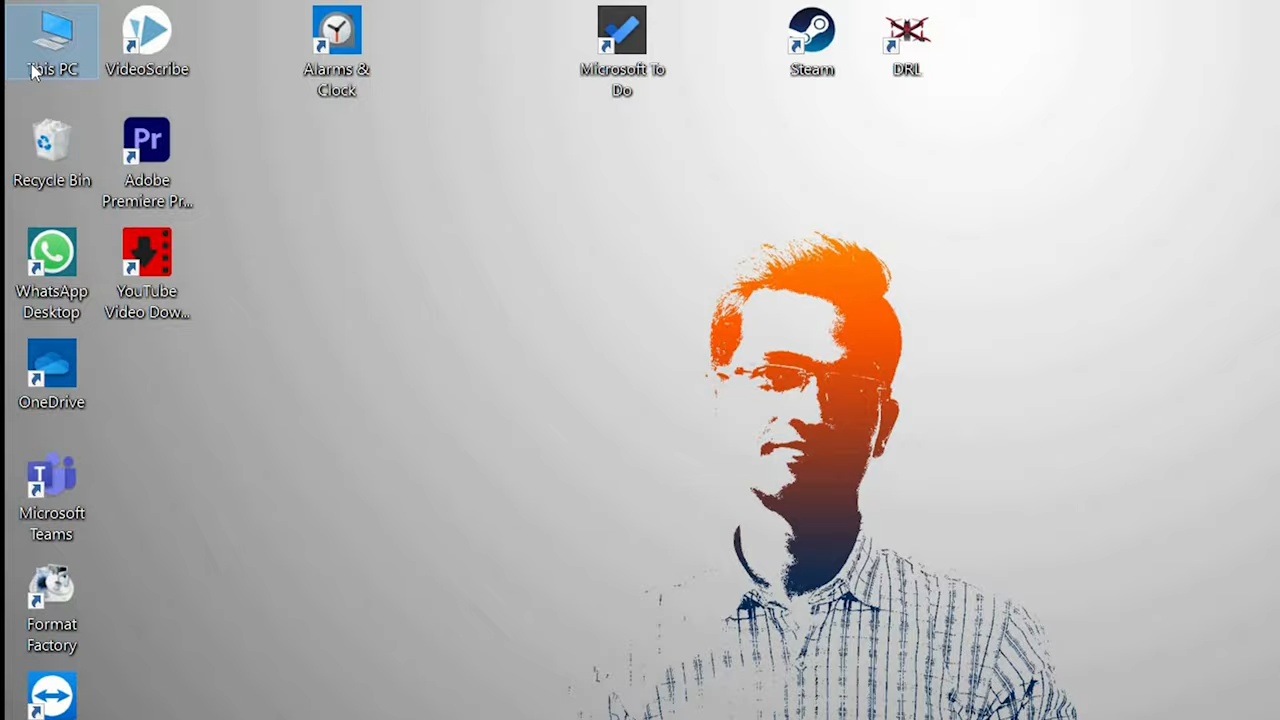 This PC
VideoScribe
Alarms &
Clock
Microsoft To
Do
Steam
DRL
Recycle Bin
Pr
Adobe
Premiere Pr...
WhatsApp
Desktop
YouTube
Video Dow...
OneDrive
T
Microsoft
Teams
Format
Factory